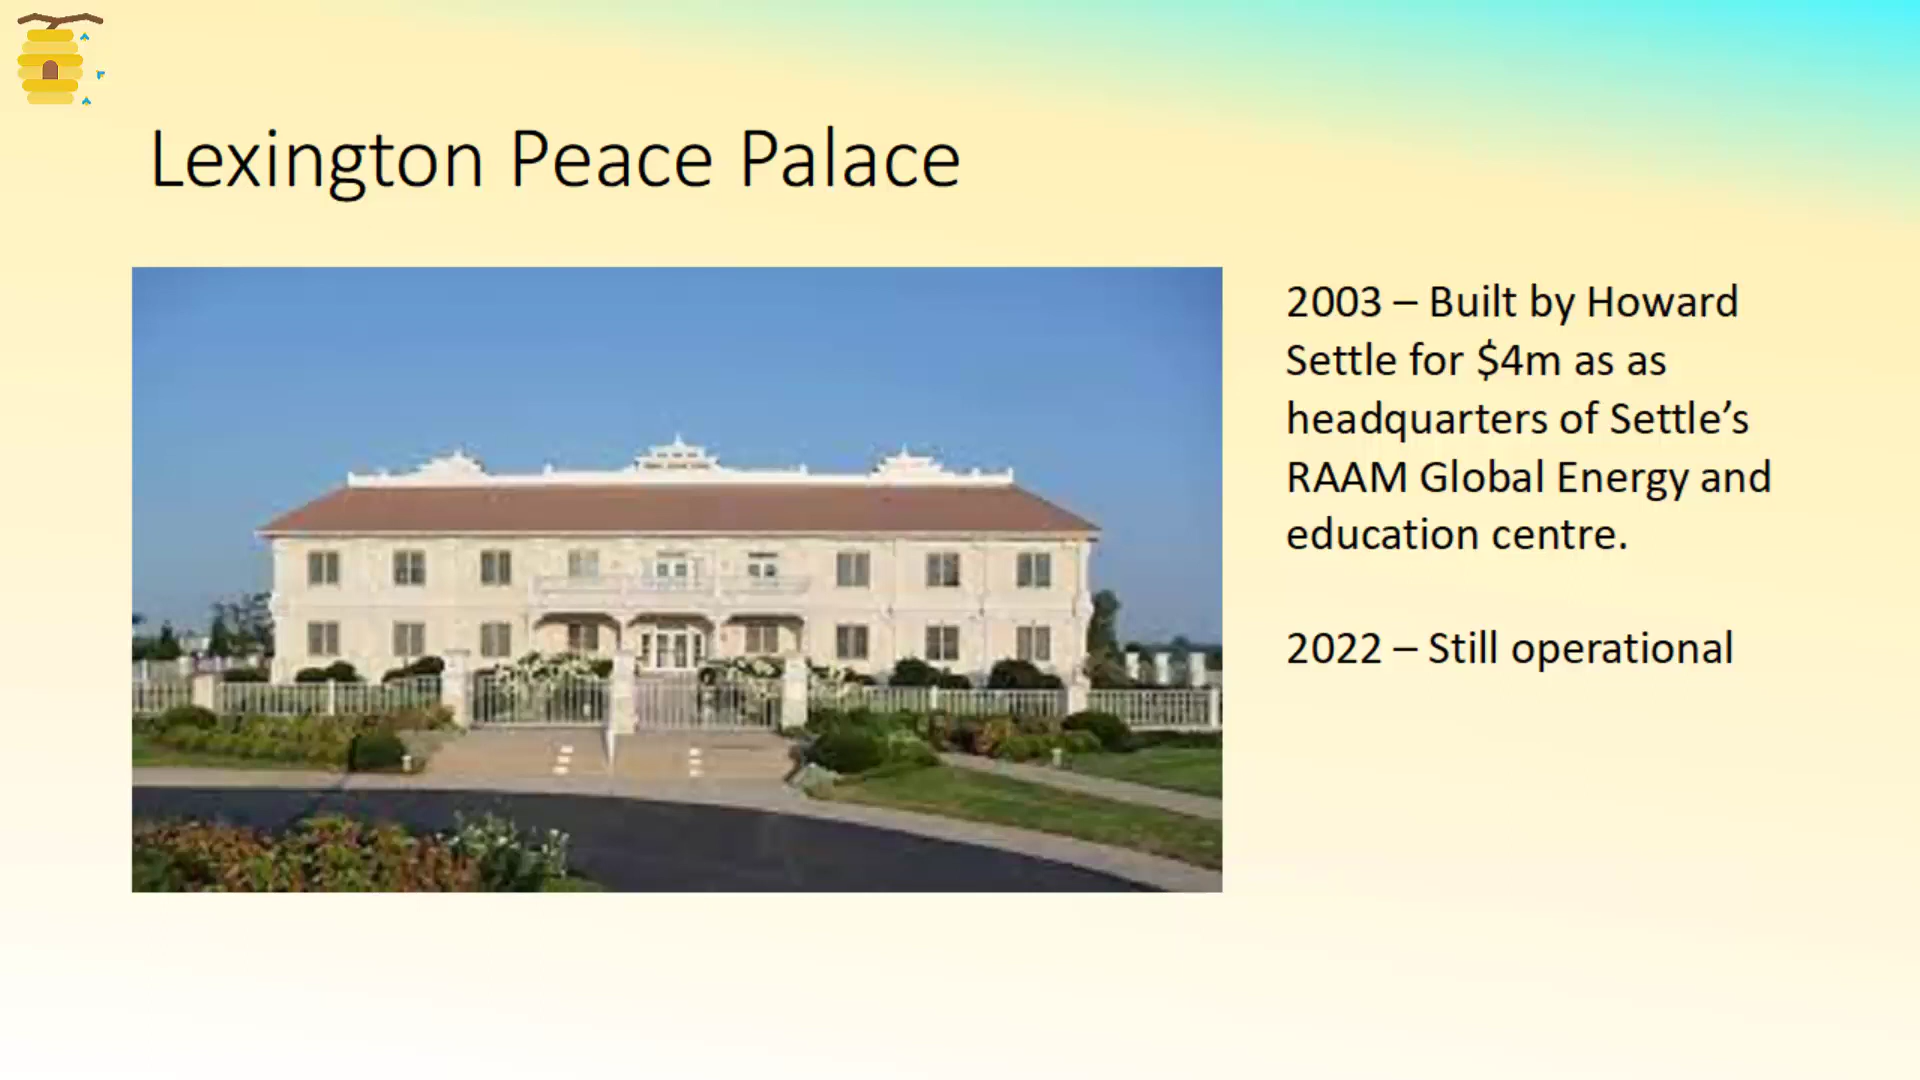 Lexington Peace Palace
2003 – Built by Howard
Settle for $4m as as
headquarters of Settle’s
RAAM Global Energy and
education centre.
2022 – Still operational